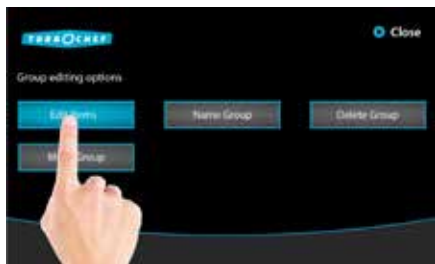 TURBOCHEF
Close
Group editing options
Edit Items
Name Group
Delete Group
Group